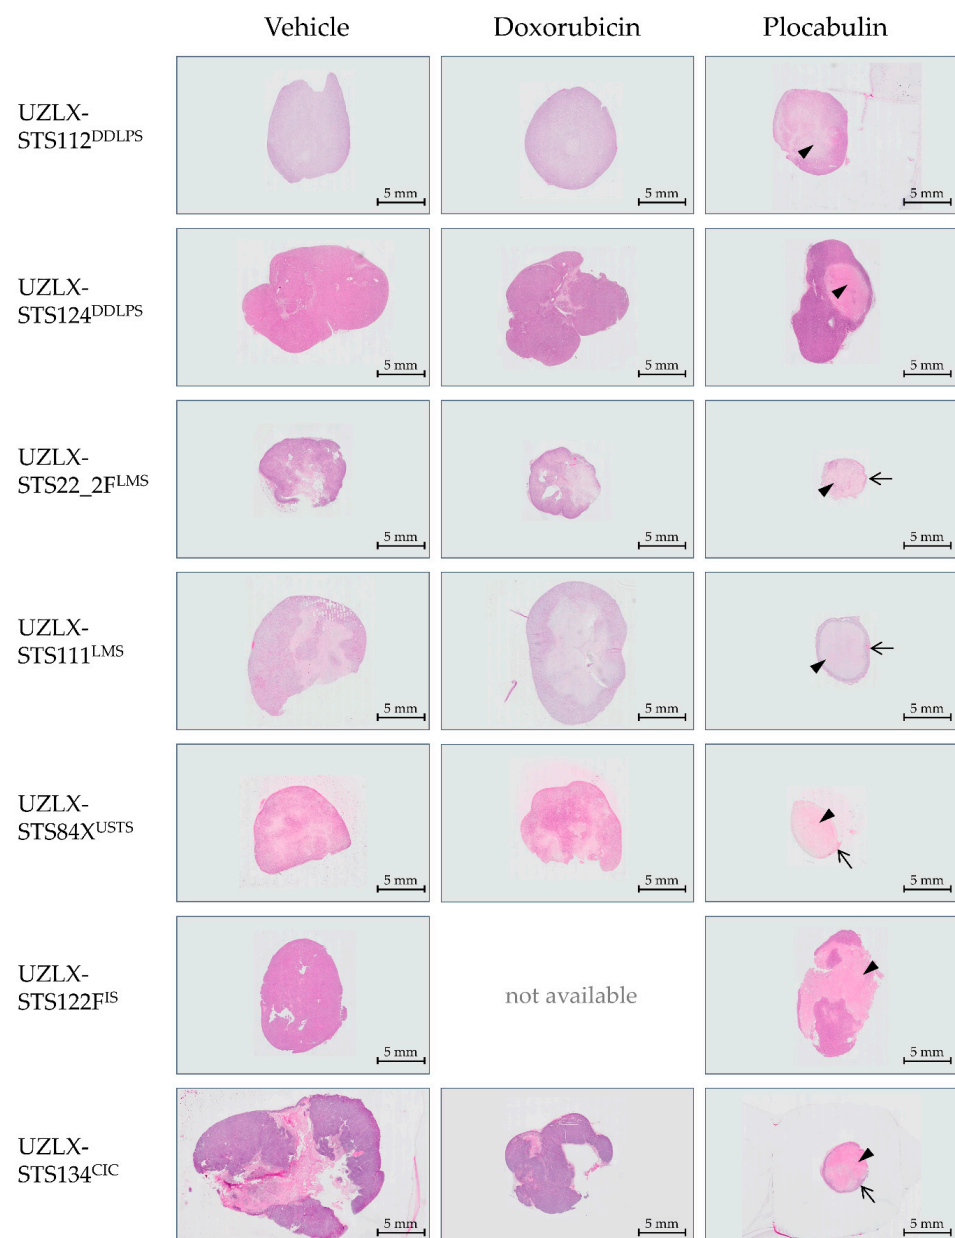 Vehicle Doxorubicin Plocabulin
UZLX-
STS112DDLPS
5 mm 5 mm 5 mm
UZLX-
STS124DDLPS
5 mm 5 mm 5 mm
UZLX-
STS22_2FLMS
5 mm 5 mm 5 mm
UZLX-
STS111LMS
5 mm 5 mm 5 mm
UZLX-
STS84XUSTS
5 mm 5 mm 5 mm
UZLX-
STS122FIS
not available
5 mm 5 mm
UZLX-
STS134CIC
5 mm 5 mm 5 mm